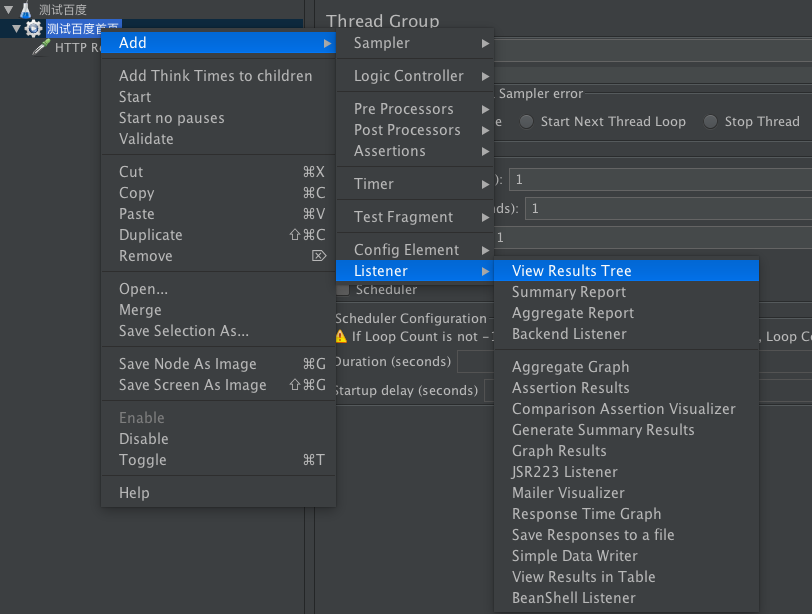 测试百度
测试百度首页
HTTP R
Thread Group
Add
Add Think Times to children
Start
Start no pauses
Validate
Cut ⌘X
Copy ⌘C
Paste ⌘V
Duplicate ⇧⌘C
Remove ⌦
Open...
Merge
Save Selection As...
Save Node As Image ⌘G
Save Screen As Image ⇧⌘G
Enable
Disable
Toggle ⌘T
Help
Sampler
Logic Controller
Pre Processors
Post Processors
Assertions
Timer
Test Fragment
Config Element
Listener
Sampler error
e Start Next Thread Loop Stop Thread
): 1
ds): 1
1
Scheduler
Scheduler Configuration
If Loop Count is not -1 , Loop Co
Duration (seconds)
Startup delay (seconds)
View Results Tree
Summary Report
Aggregate Report
Backend Listener
Aggregate Graph
Assertion Results
Comparison Assertion Visualizer
Generate Summary Results
Graph Results
JSR223 Listener
Mailer Visualizer
Response Time Graph
Save Responses to a file
Simple Data Writer
View Results in Table
BeanShell Listener